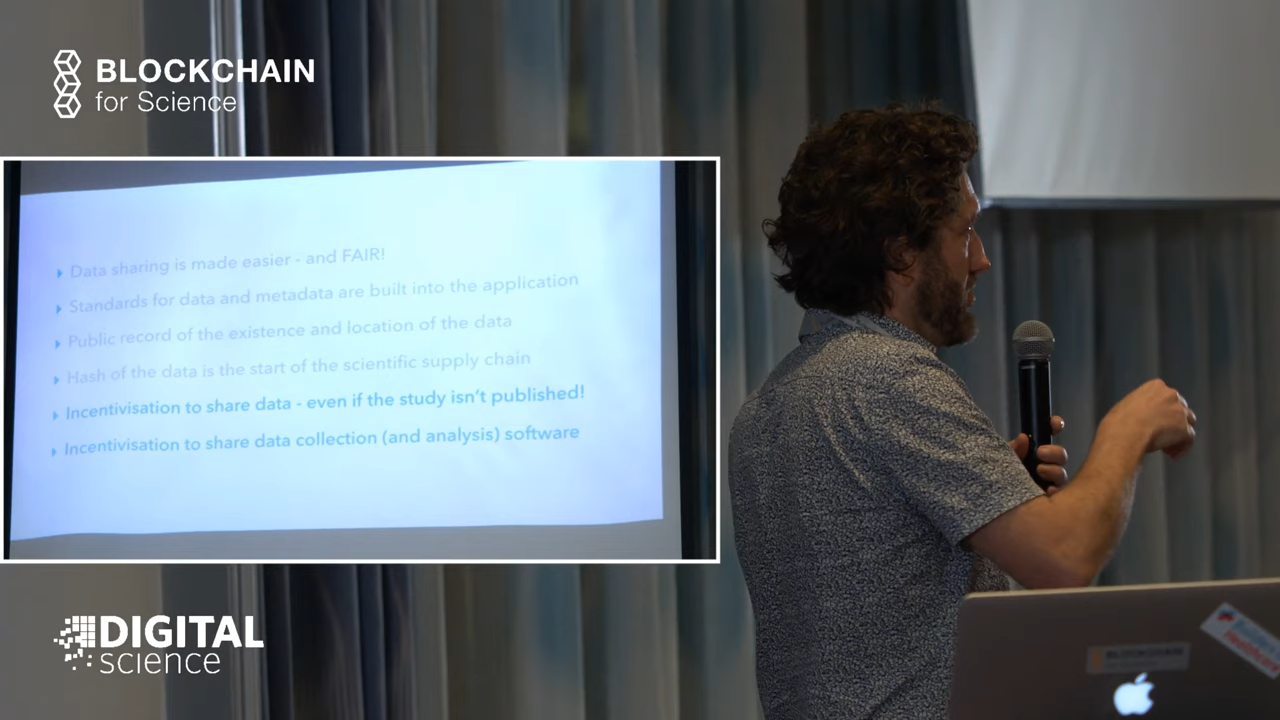 BLOCKCHAIN
for Science
Data sharing is made easier - and FAIR!
Standards for data and metadata are built into the application
Public record of the existence and location of the data
Hash of the data is the start of the scientific supply chain
Incentivisation to share data - even if the study isn't published!
Incentivisation to share data collection (and analysis) software
DIGITAL
science
BLOCKCHAIN